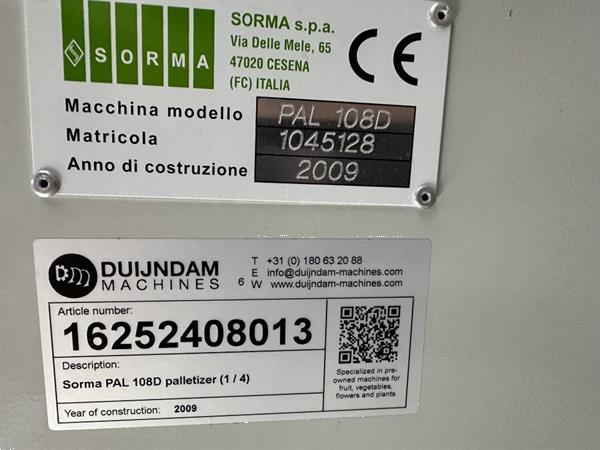 SORMA
SORMA s.p.a.
Via Delle Mele, 65
47020 CESENA
(FC) ITALIA
CE
Macchina modello PAL 108D
Matricola 1045128
Anno di costruzione 2009
DUIJNDAM
MACHINES
T +31 (0) 180 63 20 88
E info@duijndam-machines.com
6 W www.duijndam-machines.com
Article number:
16252408013
Description:
Sorma PAL 108D palletizer (1 / 4)
Year of construction: 2009
Specialized in pre-
owned machines for
fruit, vegetables,
flowers and plants